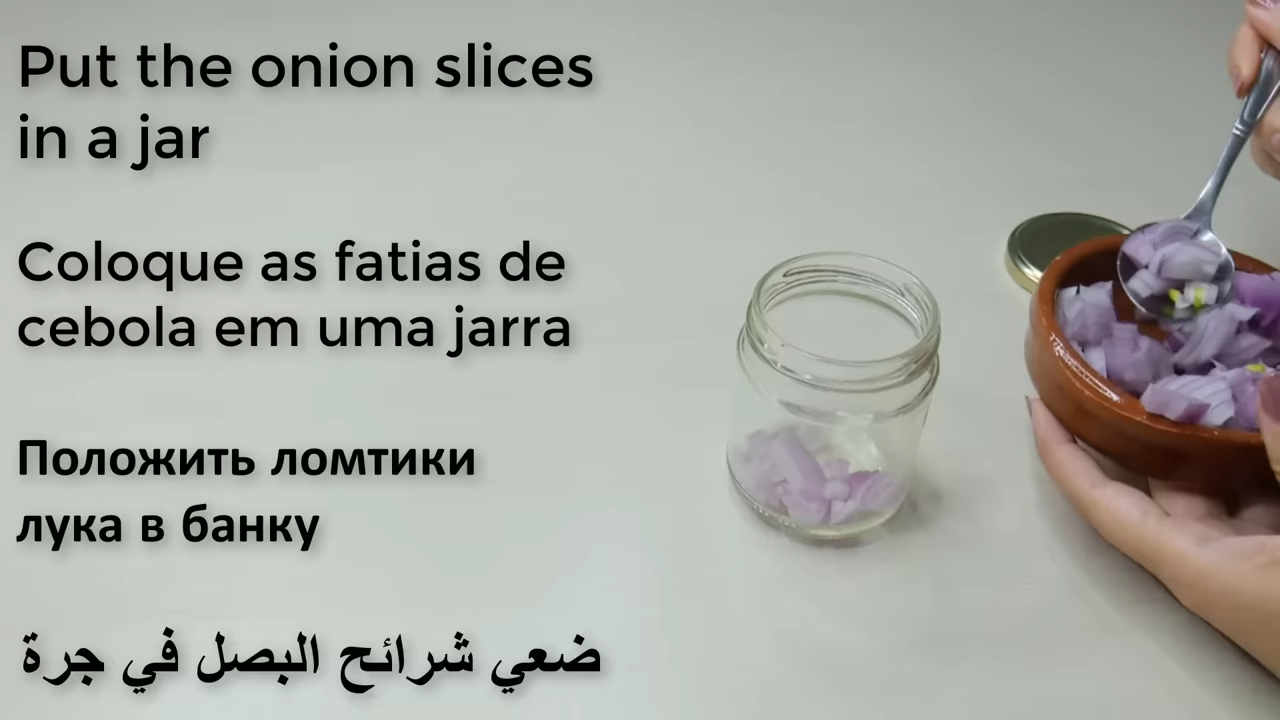 Put the onion slices
in a jar
Coloque as fatias de
cebola em uma jarra
Положить ломтики
лука в банку
ضعي شرائح البصل في جرة